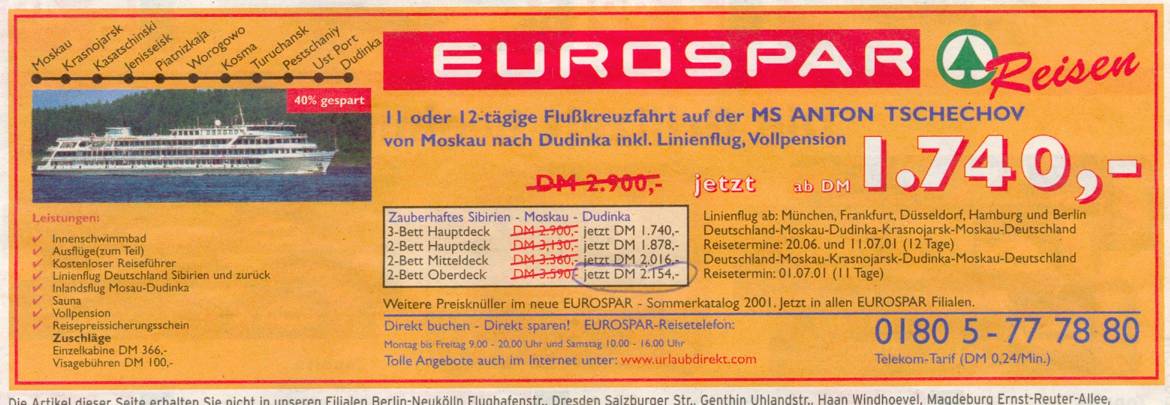 Moskau
Krasnojarsk
Kasatschinski
Jenisseisk
Piatnizkaja
Worogowo
Kosma
Turuchansk
Pestschaniy
Ust Port
Dudinka
40% gespart
EUROSPAR Reisen
11 oder 12-tägige Flußkreuzfahrt auf der MS ANTON TSCHECHOV
von Moskau nach Dudinka inkl. Linienflug, Vollpension
DM 2.900,- jetzt ab DM 1.740,-
Leistungen:
Innenschwimmbad
Ausflüge(zum Teil)
Kostenloser Reiseführer
Linienflug Deutschland Sibirien und zurück
Inlandsflug Mosau-Dudinka
Sauna
Vollpension
Reisepreissicherungsschein
Zuschläge
Einzelkabine DM 366,-
Visagebühren DM 100,-
Zauberhaftes Sibirien - Moskau - Dudinka
3-Bett Hauptdeck DM 2.900,- jetzt DM 1.740,-
2-Bett Hauptdeck DM 3.130,- jetzt DM 1.878,-
2-Bett Mitteldeck DM 3.360,- jetzt DM 2.016,-
2-Bett Oberdeck DM 3.590,- jetzt DM 2.154,-
Linienflug ab: München, Frankfurt, Düsseldorf, Hamburg und Berlin
Deutschland-Moskau-Dudinka-Krasnojarsk-Moskau-Deutschland
Reisetermine: 20.06. und 11.07.01 (12 Tage)
Deutschland-Moskau-Krasnojarsk-Dudinka-Moskau-Deutschland
Reisetermin: 01.07.01 (11 Tage)
Weitere Preisknüller im neue EUROSPAR - Sommerkatalog 2001. Jetzt in allen EUROSPAR Filialen.
Direkt buchen - Direkt sparen! EUROSPAR-Reisetelefon:
Montag bis Freitag 9.00 - 20.00 Uhr und Samstag 10.00 - 16.00 Uhr
Tolle Angebote auch im Internet unter: www.urlaubdirekt.com
0180 5 - 77 78 80
Telekom-Tarif (DM 0,24/Min.)
Die Artikel dieser Seite erhalten Sie nicht in unseren Filialen Berlin-Neukölln Flughafenstr., Dresden Salzburger Str., Genthin Uhlandstr., Haan Windhoevel, Magdeburg Ernst-Reuter-Allee,